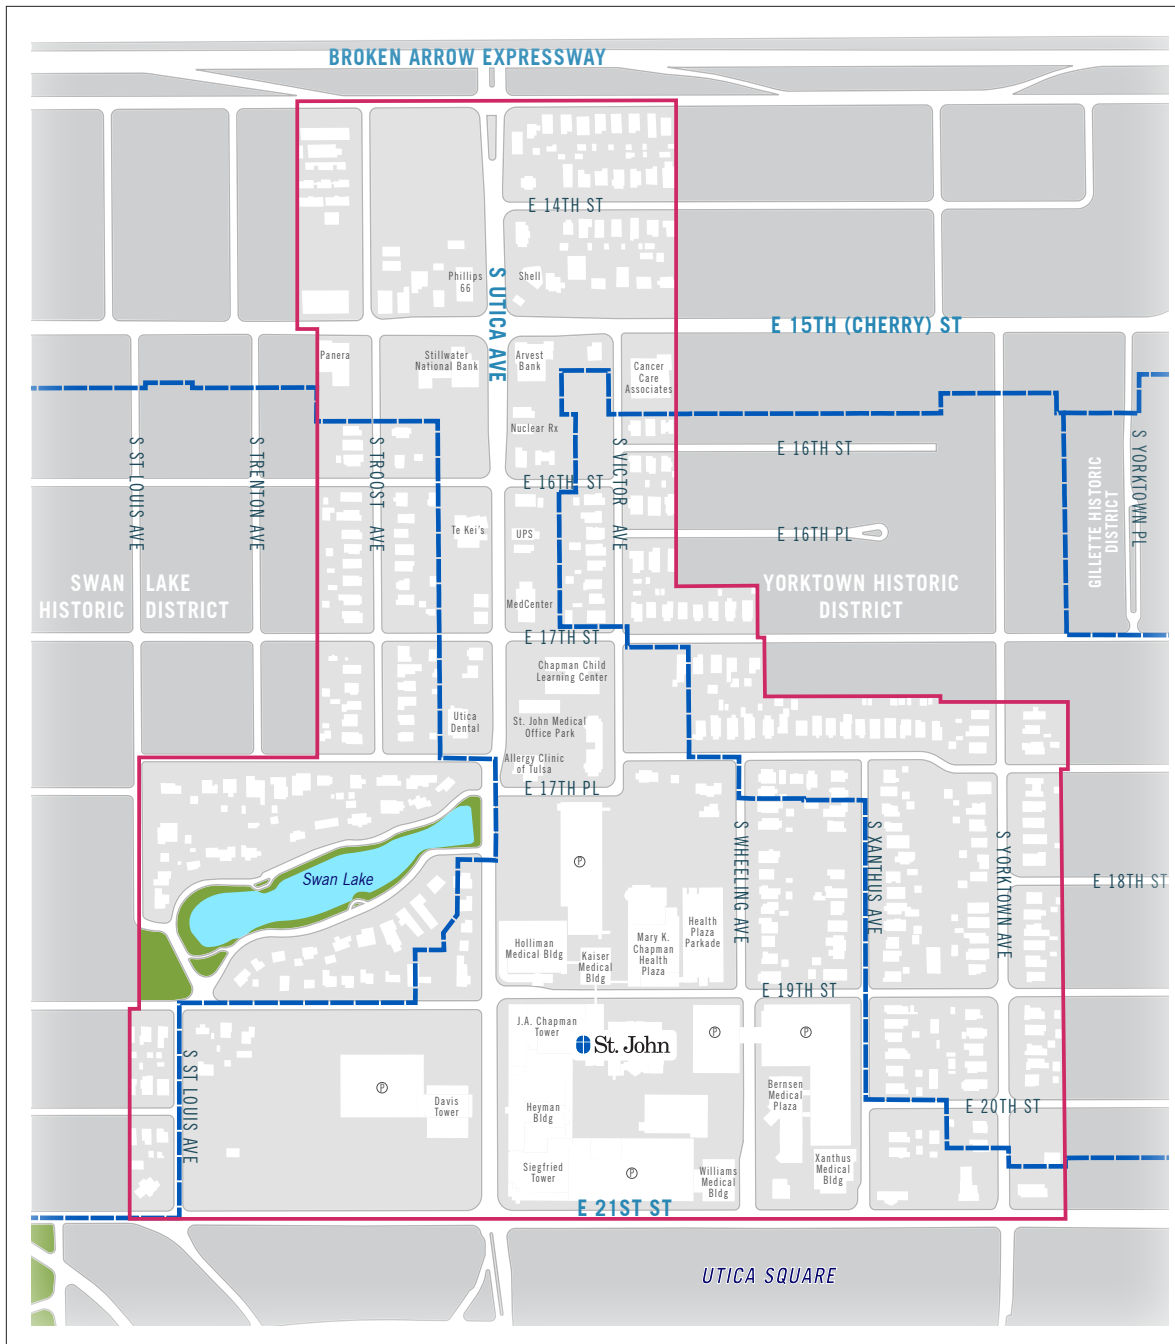 BROKEN ARROW EXPRESSWAY
E 14TH ST
Phillips
66
S UTICA AVE
Shell
E 15TH (CHERRY) ST
Panera
Stillwater
National Bank
Arvest
Bank
Cancer
Care
Associates
Nuclear Rx
S ST LOUIS AVE
S TRENTON AVE
S TROOST AVE
S VICTOR AVE
E 16TH ST
S YORKTOWN PL
E 16TH ST
Te Kei's
UPS
E 16TH PL
GILLETTE HISTORIC
DISTRICT
SWAN LAKE
HISTORIC DISTRICT
YORKTOWN HISTORIC
DISTRICT
MedCenter
E 17TH ST
Chapman Child
Learning Center
Utica
Dental
St. John Medical
Office Park
Allergy Clinic
of Tulsa
E 17TH PL
S WHEELING AVE
S XANTHUS AVE
S YORKTOWN AVE
P
Swan Lake
E 18TH ST
Holliman
Medical Bldg
Kaiser
Medical
Bldg
Mary K.
Chapman
Health
Plaza
Health
Plaza
Parkade
E 19TH ST
J.A. Chapman
Tower
St. John
P
P
S ST LOUIS AVE
P
Davis
Tower
Heyman
Bldg
Bernsen
Medical
Plaza
E 20TH ST
Siegfried
Tower
P
Williams
Medical
Bldg
Xanthus
Medical
Bldg
E 21ST ST
UTICA SQUARE